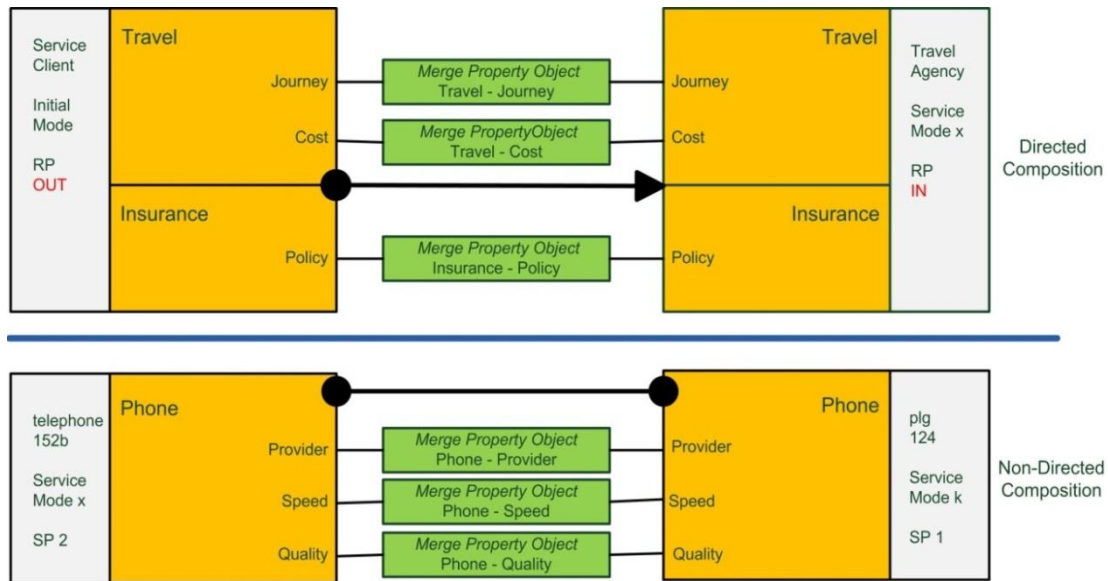 Service
Client
Initial
Mode
RP
OUT
Travel
Journey
Cost
Insurance
Policy
Merge Property Object
Travel - Journey
Merge PropertyObject
Travel - Cost
Merge Property Object
Insurance - Policy
Travel
Journey
Cost
Insurance
Policy
Travel
Agency
Service
Mode x
RP
IN
Directed
Composition
telephone
152b
Service
Mode x
SP 2
Phone
Provider
Speed
Quality
Merge Property Object
Phone - Provider
Merge Property Object
Phone - Speed
Merge Property Object
Phone - Quality
Phone
Provider
Speed
Quality
plg
124
Service
Mode k
SP 1
Non-Directed
Composition